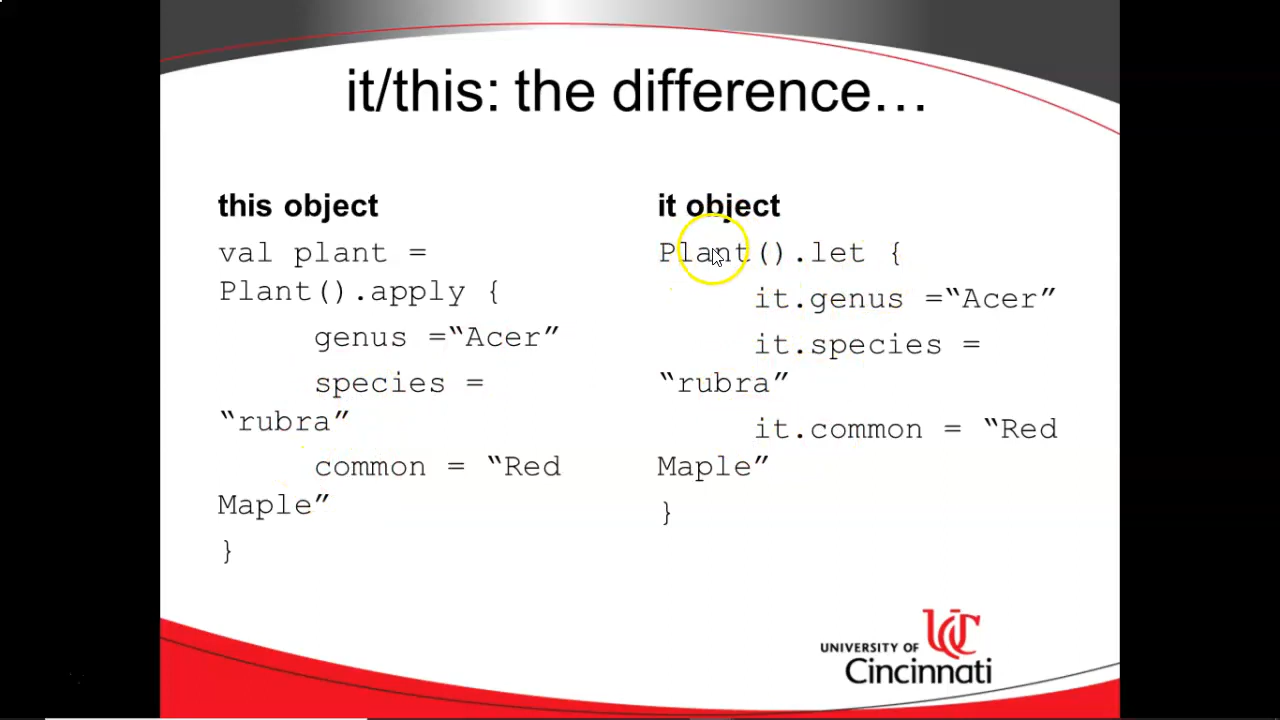 it/this: the difference…
this object
val plant =
Plant().apply {
genus =“Acer”
species =
“rubra”
common = “Red
Maple”
}
it object
Plant().let {
it.genus =“Acer”
it.species =
“rubra”
it.common = “Red
Maple”
}
UC
UNIVERSITY OF
Cincinnati